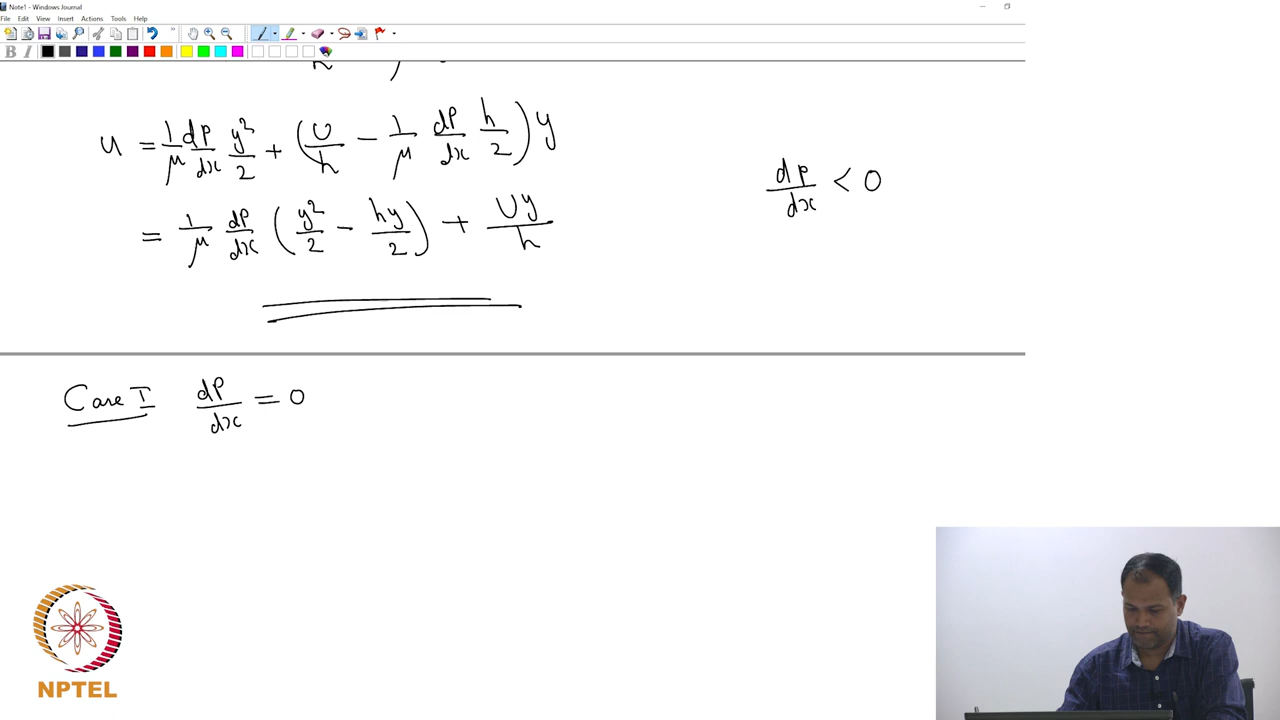 Note1 - Windows Journal
File Edit View Insert Actions Tools Help
B I
u = 1/μ dp/dx y²/2 + (U/h - 1/μ dp/dx h/2) y
= 1/μ dp/dx (y²/2 - hy/2) + Uy/h
dp/dx < 0
Case I dp/dx = 0
NPTEL